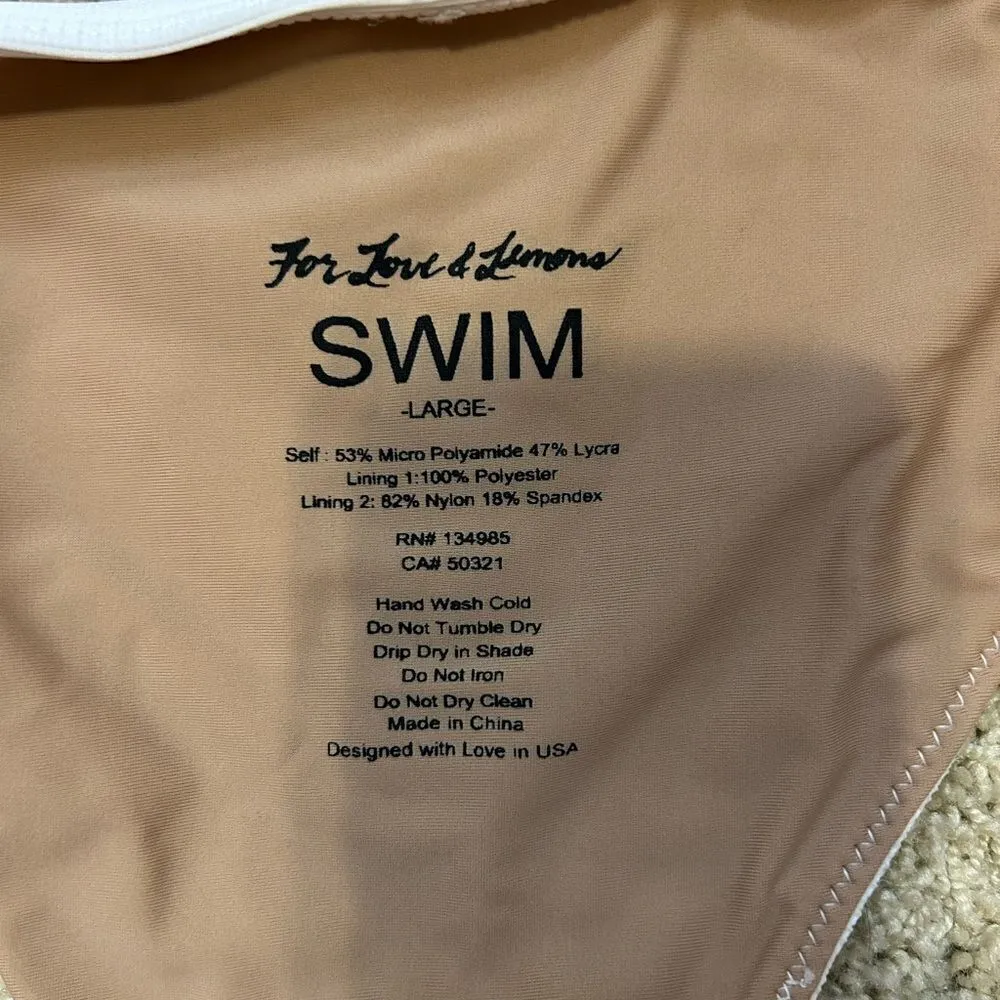 For Love & Lemons
SWIM
-LARGE-
Self : 53% Micro Polyamide 47% Lycra
Lining 1:100% Polyester
Lining 2: 82% Nylon 18% Spandex
RN# 134985
CA# 50321
Hand Wash Cold
Do Not Tumble Dry
Drip Dry in Shade
Do Not Iron
Do Not Dry Clean
Made in China
Designed with Love in USA